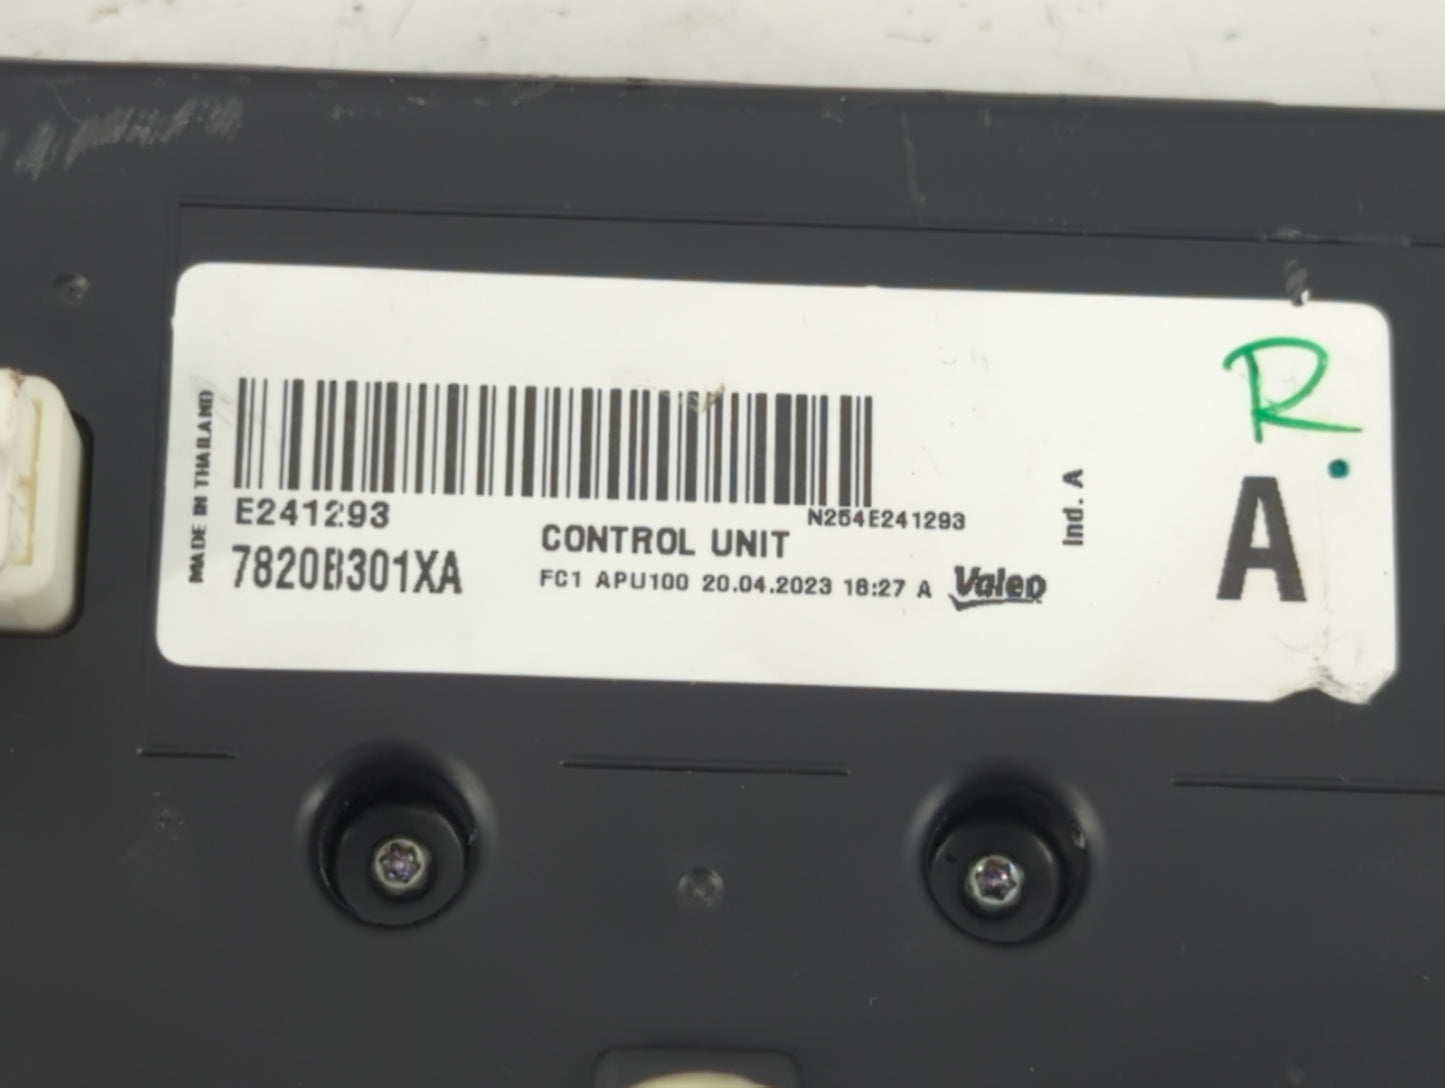 MADE IN THAILAND
E241293
N254E241293
7820B301XA
CONTROL UNIT
FC1 APU100 20.04.2023 18:27 A Valeo
Ind. A
R
A